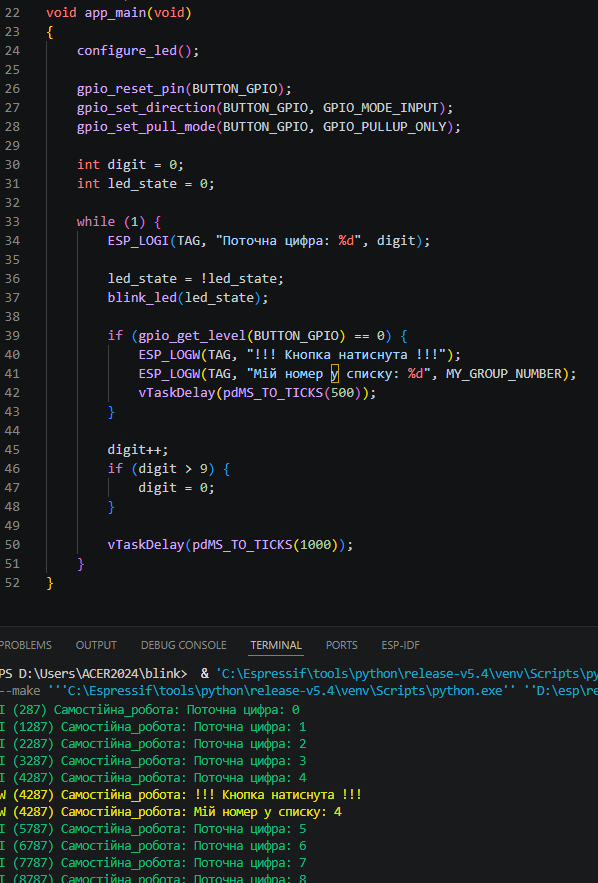 22 void app_main(void)
23 {
24 configure_led();
25
26 gpio_reset_pin(BUTTON_GPIO);
27 gpio_set_direction(BUTTON_GPIO, GPIO_MODE_INPUT);
28 gpio_set_pull_mode(BUTTON_GPIO, GPIO_PULLUP_ONLY);
29
30 int digit = 0;
31 int led_state = 0;
32
33 while (1) {
34 ESP_LOGI(TAG, "Поточна цифра: %d", digit);
35
36 led_state = !led_state;
37 blink_led(led_state);
38
39 if (gpio_get_level(BUTTON_GPIO) == 0) {
40 ESP_LOGW(TAG, "!!! Кнопка натиснута !!!");
41 ESP_LOGW(TAG, "Мій номер у списку: %d", MY_GROUP_NUMBER);
42 vTaskDelay(pdMS_TO_TICKS(500));
43 }
44
45 digit++;
46 if (digit > 9) {
47 digit = 0;
48 }
49
50 vTaskDelay(pdMS_TO_TICKS(1000));
51 }
52 }
PROBLEMS OUTPUT DEBUG CONSOLE TERMINAL PORTS ESP-IDF
PS D:\Users\ACER2024\blink> & 'C:\Espressif\tools\python\release-v5.4\venv\Scripts\py
--make '''C:\Espressif\tools\python\release-v5.4\venv\Scripts\python.exe'' ''D:\esp\re
I (287) Самостійна_робота: Поточна цифра: 0
I (1287) Самостійна_робота: Поточна цифра: 1
I (2287) Самостійна_робота: Поточна цифра: 2
I (3287) Самостійна_робота: Поточна цифра: 3
I (4287) Самостійна_робота: Поточна цифра: 4
W (4287) Самостійна_робота: !!! Кнопка натиснута !!!
W (4287) Самостійна_робота: Мій номер у списку: 4
I (5787) Самостійна_робота: Поточна цифра: 5
I (6787) Самостійна_робота: Поточна цифра: 6
I (7787) Самостійна_робота: Поточна цифра: 7
I (8787) Самостійна_робота: Поточна цифра: 8